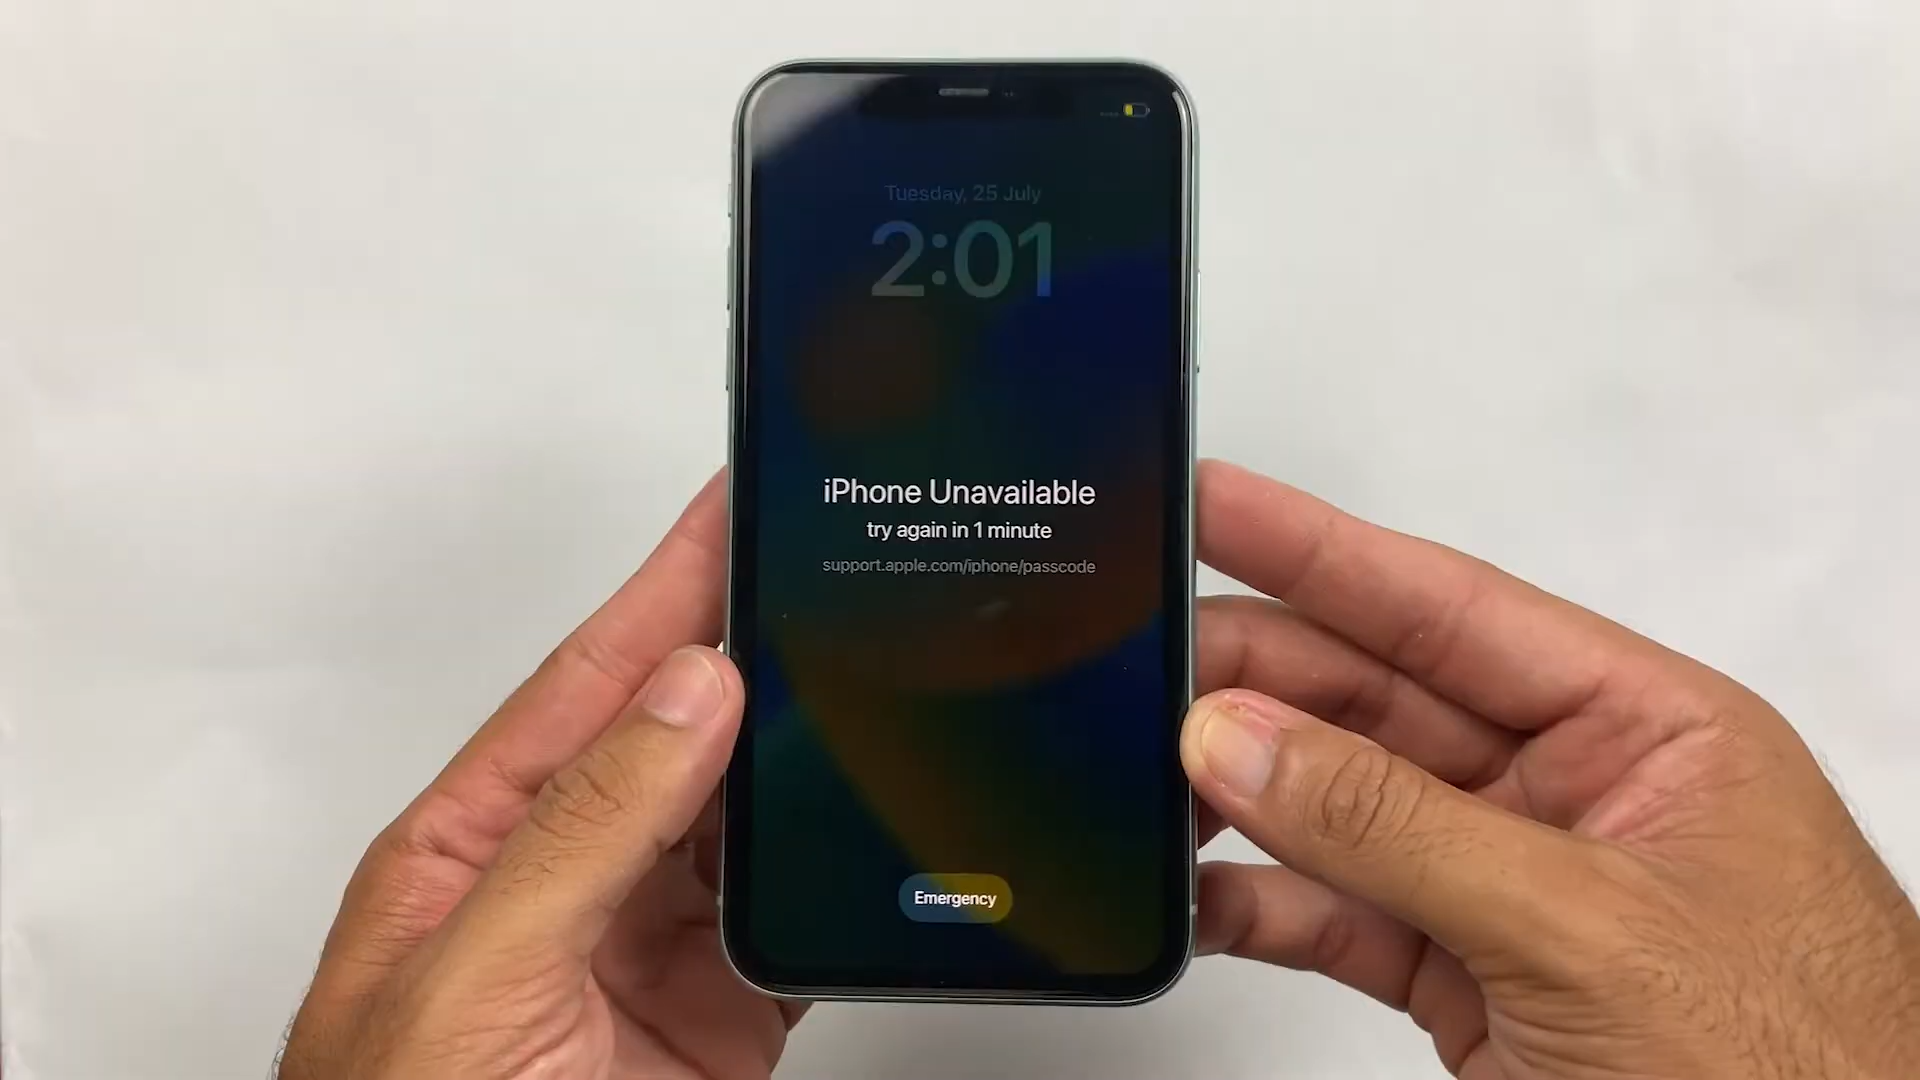 Tuesday, 25 July
2:01
iPhone Unavailable
try again in 1 minute
support.apple.com/iphone/passcode
Emergency